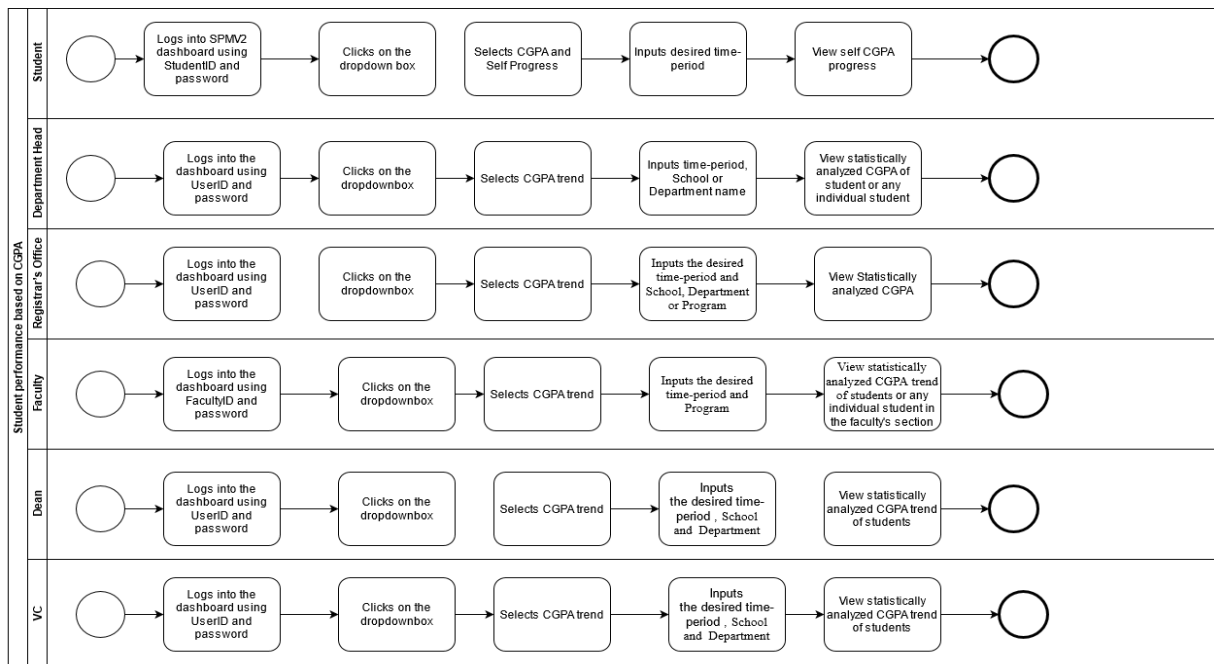 Student performance based on CGPA
Student
Logs into SPMV2
dashboard using
StudentID and
password
Clicks on the
dropdown box
Selects CGPA and
Self Progress
Inputs desired time-
period
View self CGPA
progress
Department Head
Logs into the
dashboard using
UserID and
password
Clicks on the
dropdownbox
Selects CGPA trend
Inputs time-period,
School or
Department name
View statistically
analyzed CGPA of
student or any
individual student
Registrar's Office
Logs into the
dashboard using
UserID and
password
Clicks on the
dropdownbox
Selects CGPA trend
Inputs the desired
time-period and
School, Department
or Program
View Statistically
analyzed CGPA
Faculty
Logs into the
dashboard using
FacultyID and
password
Clicks on the
dropdownbox
Selects CGPA trend
Inputs the desired
time-period and
Program
View statistically
analyzed CGPA trend
of students or any
individual student in
the faculty's section
Dean
Logs into the
dashboard using
UserID and
password
Clicks on the
dropdownbox
Selects CGPA trend
Inputs
the desired time-
period , School
and Department
View statistically
analyzed CGPA trend
of students
VC
Logs into the
dashboard using
UserID and
password
Clicks on the
dropdownbox
Selects CGPA trend
Inputs
the desired time-
period , School
and Department
View statistically
analyzed CGPA trend
of students